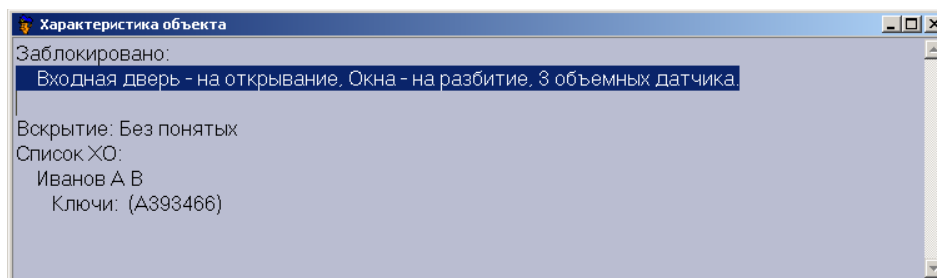 Характеристика объекта
Заблокировано:
Входная дверь - на открывание, Окна - на разбитие, 3 объемных датчика.
Вскрытие: Без понятых
Список ХО:
Иванов А В
Ключи: (А393466)